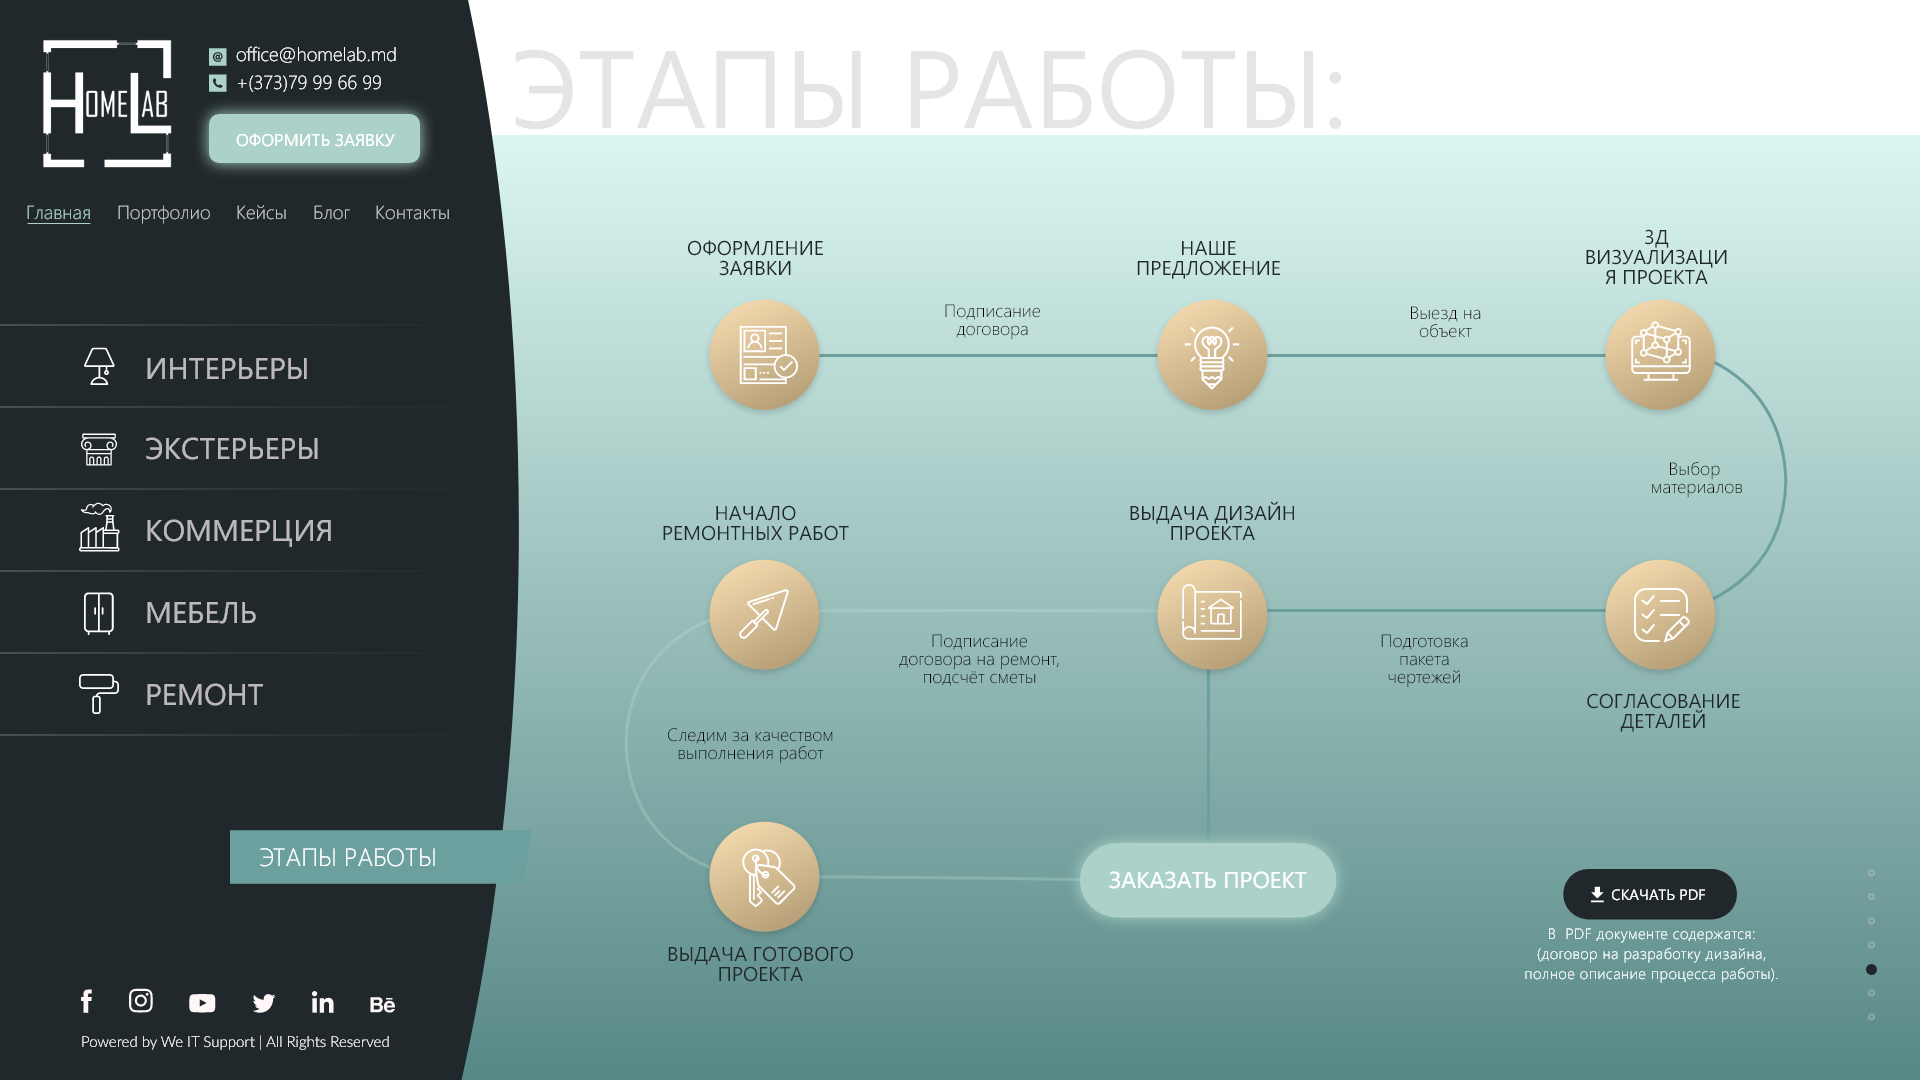 HOMELAB
office@homelab.md
+(373)79 99 66 99
ОФОРМИТЬ ЗАЯВКУ
Главная Портфолио Кейсы Блог Контакты
ИНТЕРЬЕРЫ
ЭКСТЕРЬЕРЫ
КОММЕРЦИЯ
МЕБЕЛЬ
РЕМОНТ
ЭТАПЫ РАБОТЫ
Bē
Powered by We IT Support | All Rights Reserved
ЭТАПЫ РАБОТЫ:
ОФОРМЛЕНИЕ
ЗАЯВКИ
Подписание
договора
НАШЕ
ПРЕДЛОЖЕНИЕ
Выезд на
объект
3Д
ВИЗУАЛИЗАЦИ
Я ПРОЕКТА
Выбор
материалов
СОГЛАСОВАНИЕ
ДЕТАЛЕЙ
Подготовка
пакета
чертежей
ВЫДАЧА ДИЗАЙН
ПРОЕКТА
Подписание
договора на ремонт,
подсчёт сметы
НАЧАЛО
РЕМОНТНЫХ РАБОТ
Следим за качеством
выполнения работ
ВЫДАЧА ГОТОВОГО
ПРОЕКТА
ЗАКАЗАТЬ ПРОЕКТ
СКАЧАТЬ PDF
В PDF документе содержатся:
(договор на разработку дизайна,
полное описание процесса работы).